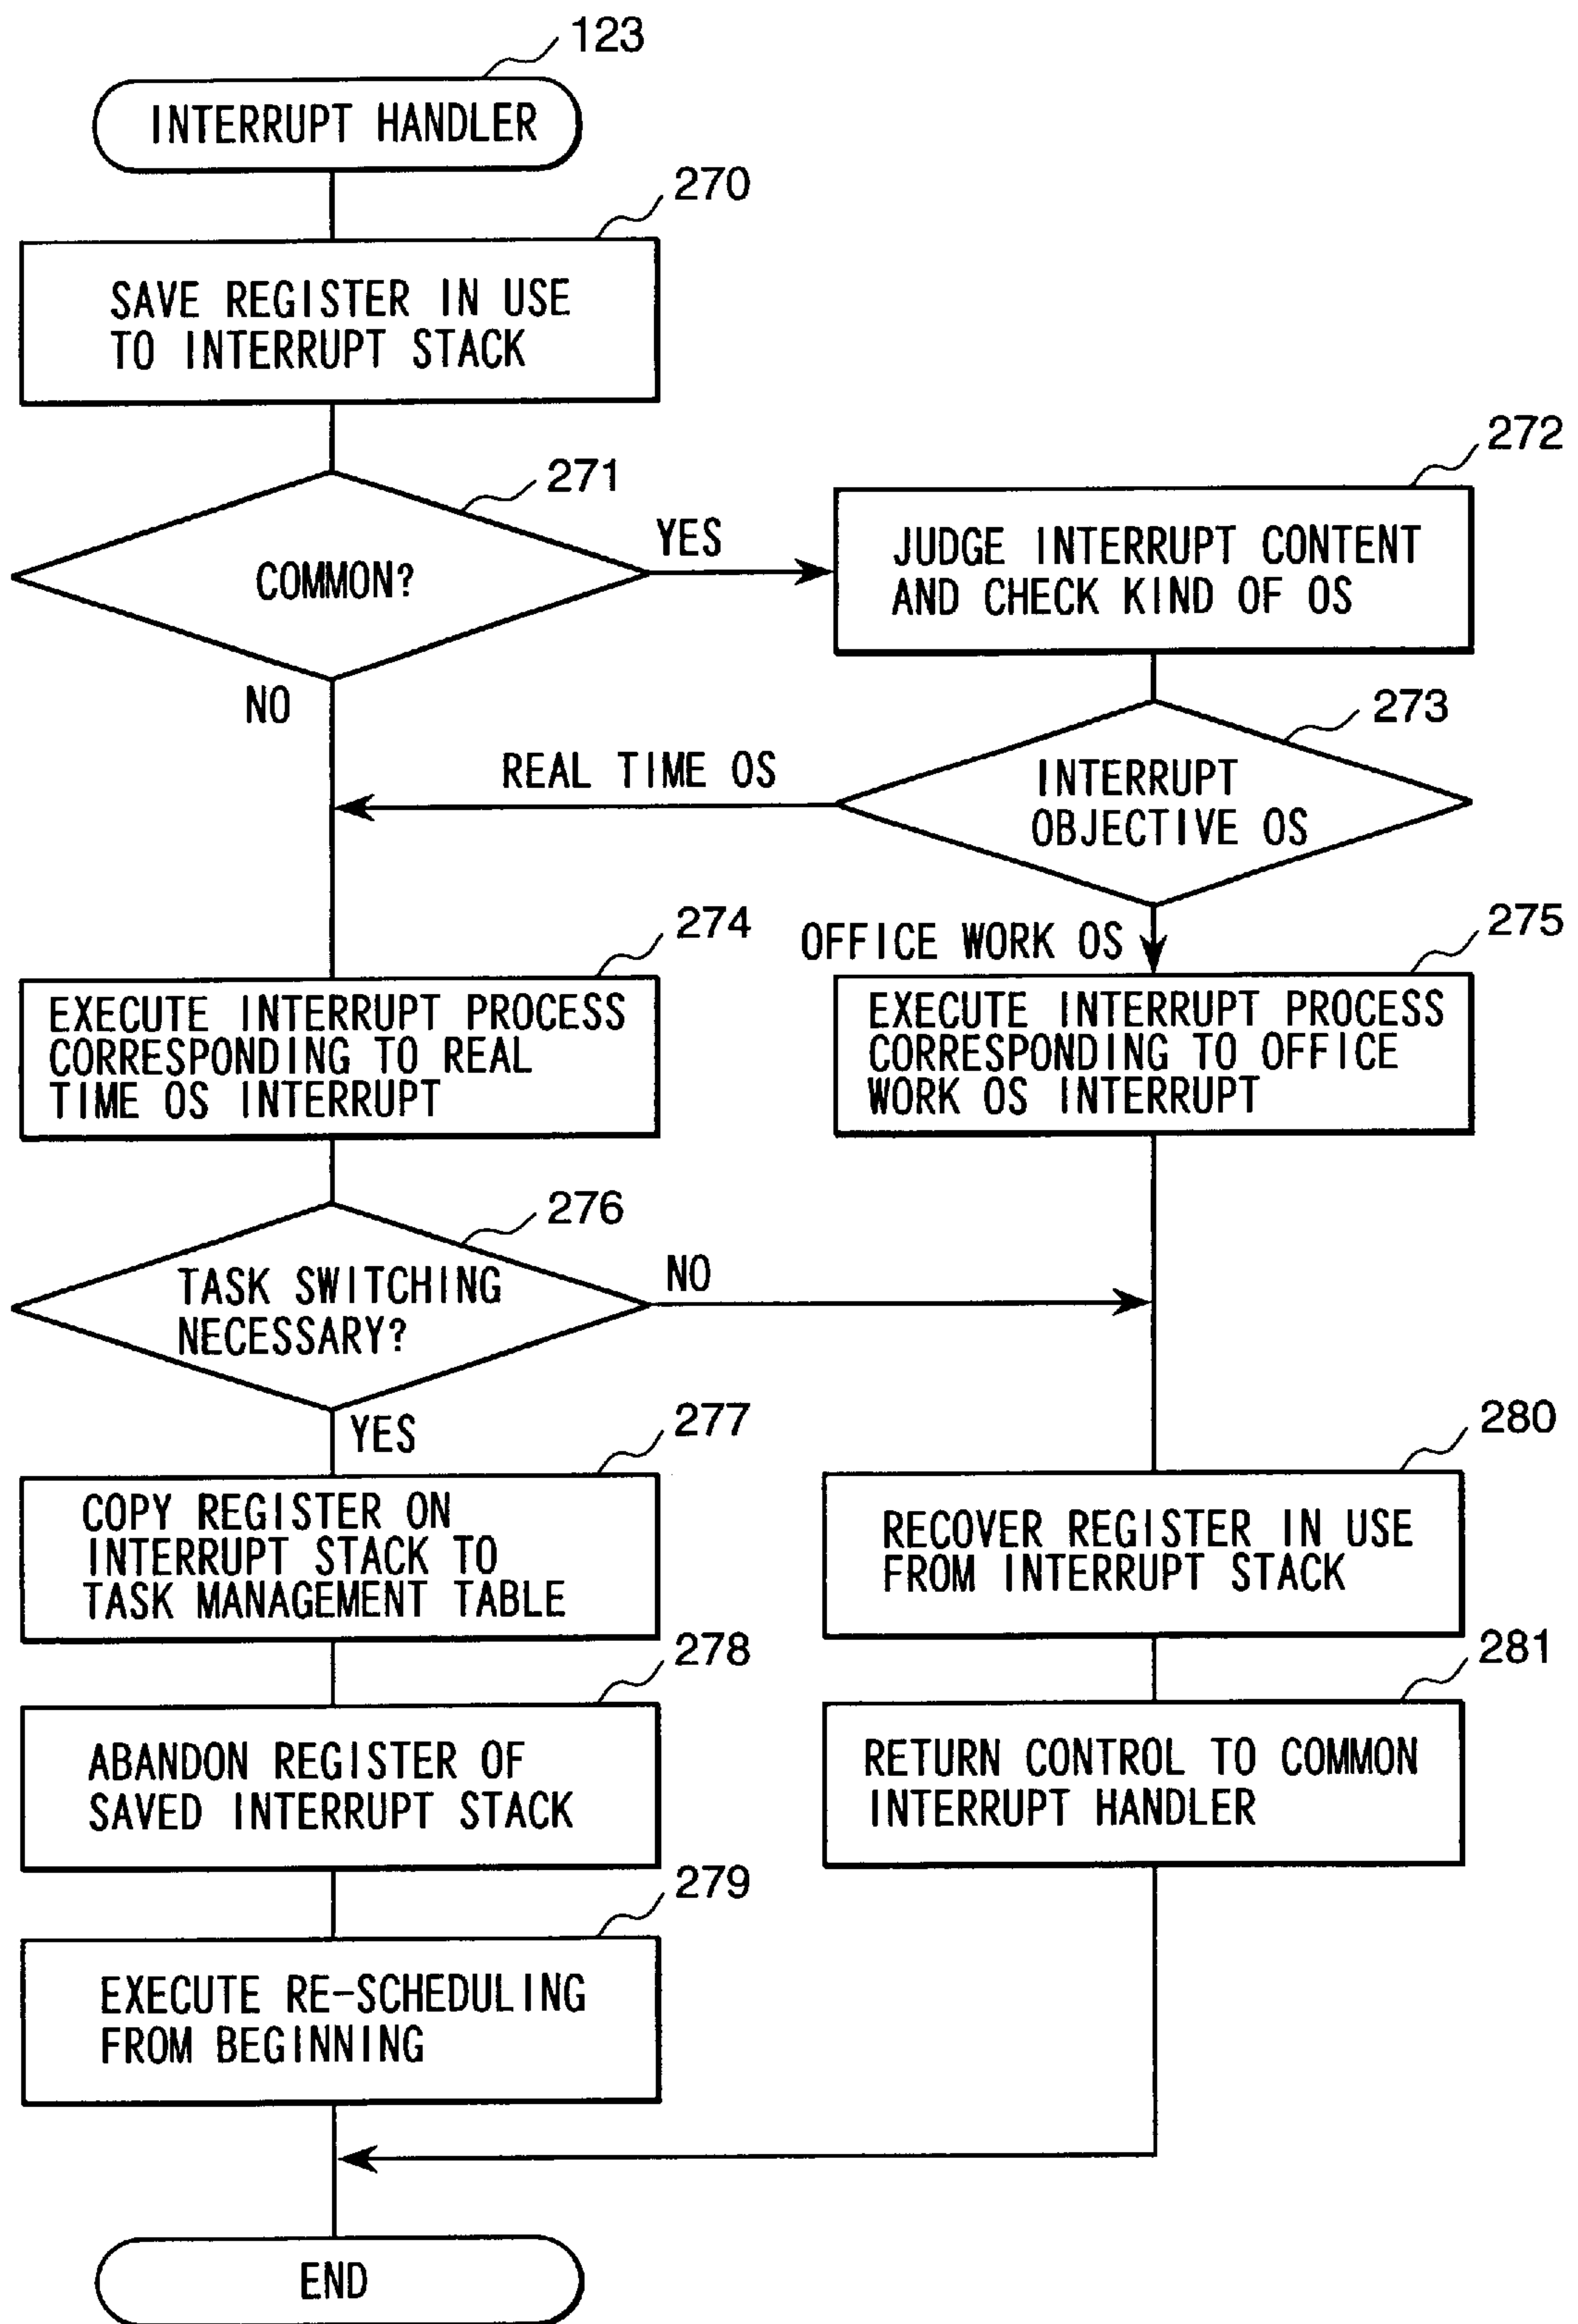 123
INTERRUPT HANDLER
270
SAVE REGISTER IN USE
TO INTERRUPT STACK
271
COMMON?
YES
NO
272
JUDGE INTERRUPT CONTENT
AND CHECK KIND OF OS
273
INTERRUPT
OBJECTIVE OS
REAL TIME OS
OFFICE WORK OS
274
EXECUTE INTERRUPT PROCESS
CORRESPONDING TO REAL
TIME OS INTERRUPT
275
EXECUTE INTERRUPT PROCESS
CORRESPONDING TO OFFICE
WORK OS INTERRUPT
276
TASK SWITCHING
NECESSARY?
NO
YES
277
COPY REGISTER ON
INTERRUPT STACK TO
TASK MANAGEMENT TABLE
280
RECOVER REGISTER IN USE
FROM INTERRUPT STACK
278
ABANDON REGISTER OF
SAVED INTERRUPT STACK
281
RETURN CONTROL TO COMMON
INTERRUPT HANDLER
279
EXECUTE RE-SCHEDULING
FROM BEGINNING
END